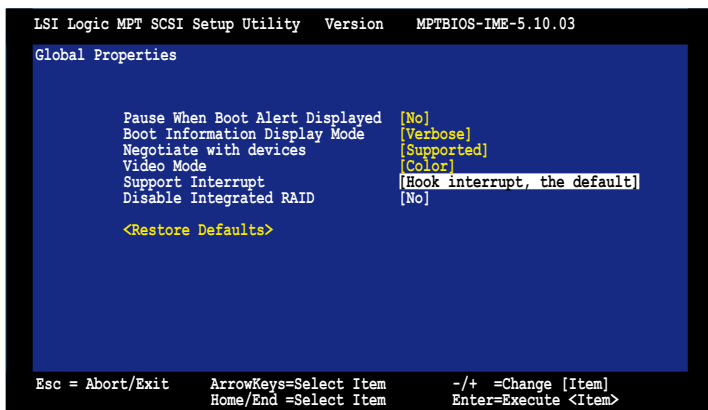 LSI Logic MPT SCSI Setup Utility Version MPTBIOS-IME-5.10.03
Global Properties
Pause When Boot Alert Displayed [No]
Boot Information Display Mode [Verbose]
Negotiate with devices [Supported]
Video Mode [Color]
Support Interrupt [Hook interrupt, the default]
Disable Integrated RAID [No]
<Restore Defaults>
Esc = Abort/Exit ArrowKeys=Select Item -/+ =Change [Item]
Home/End =Select Item Enter=Execute <Item>